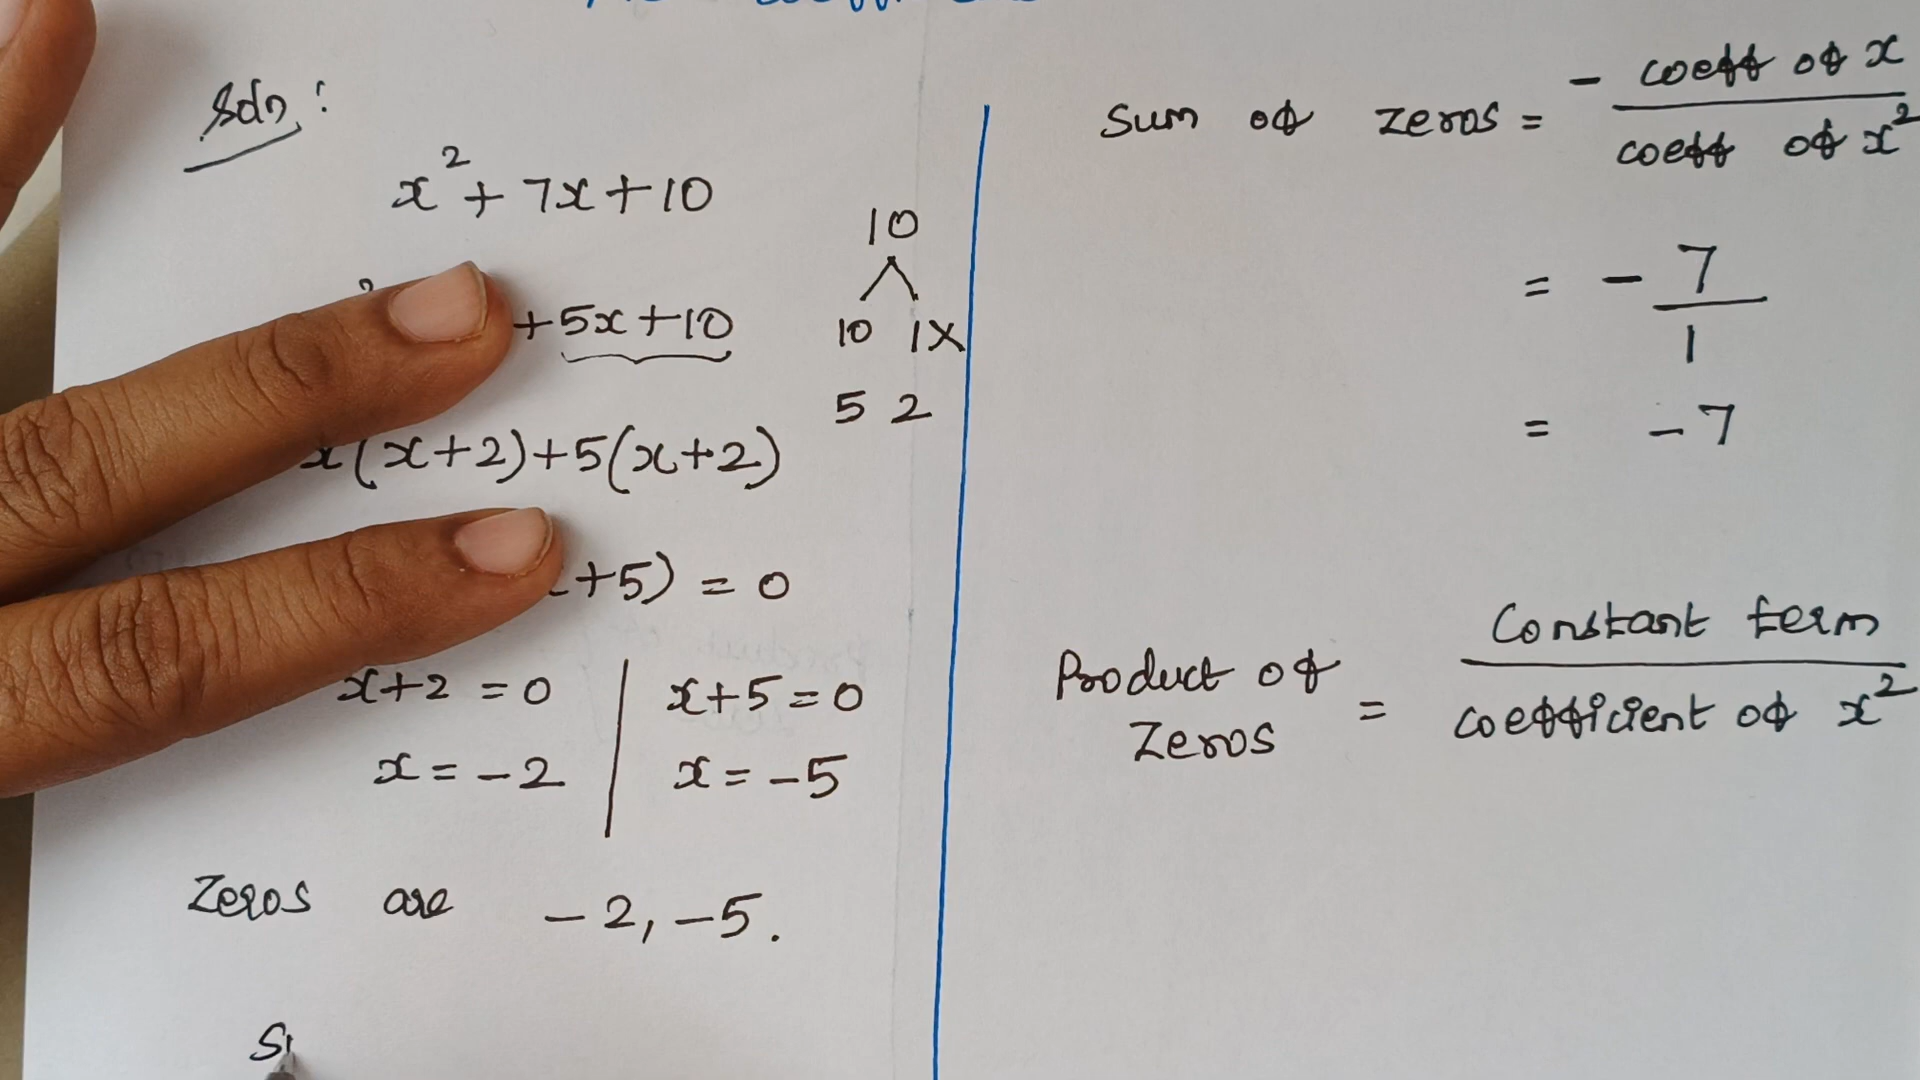 Soln :
x² + 7x + 10
+ 5x + 10
x(x+2)+5(x+2)
+5) = 0
x+2 = 0 | x+5 = 0
x = -2 | x = -5
Zeros are -2, -5.
10
10 1 X
5 2
Sum of zeros = - coeff of x / coeff of x²
= - 7/1
= -7
Product of Zeros = Constant term / coefficient of x²